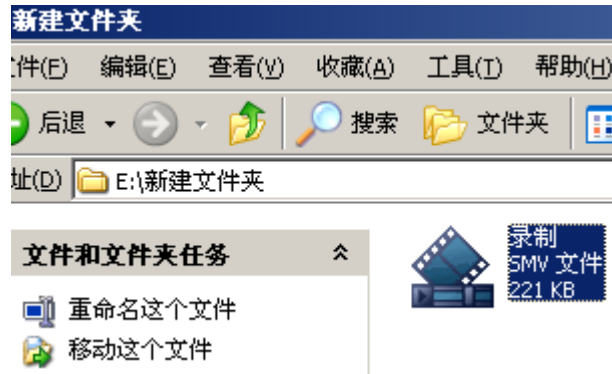 新建文件夹
件(F) 编辑(E) 查看(V) 收藏(A) 工具(T) 帮助(H)
后退 搜索 文件夹
址(D) E:\新建文件夹
文件和文件夹任务
录制
SMV 文件
221 KB
重命名这个文件
移动这个文件